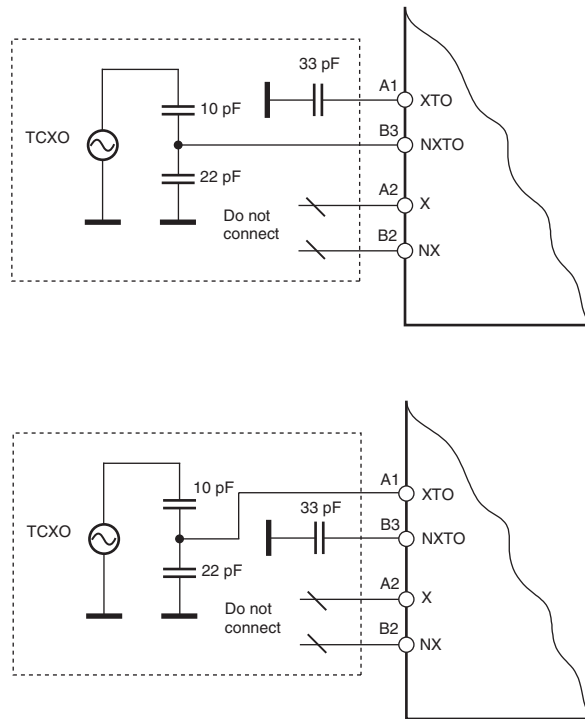 33 pF
A1
XTO
10 pF
TCXO
B3
NXTO
22 pF
A2
X
Do not
connect
B2
NX
A1
XTO
10 pF
33 pF
B3
TCXO
NXTO
22 pF
A2
X
Do not
connect
B2
NX